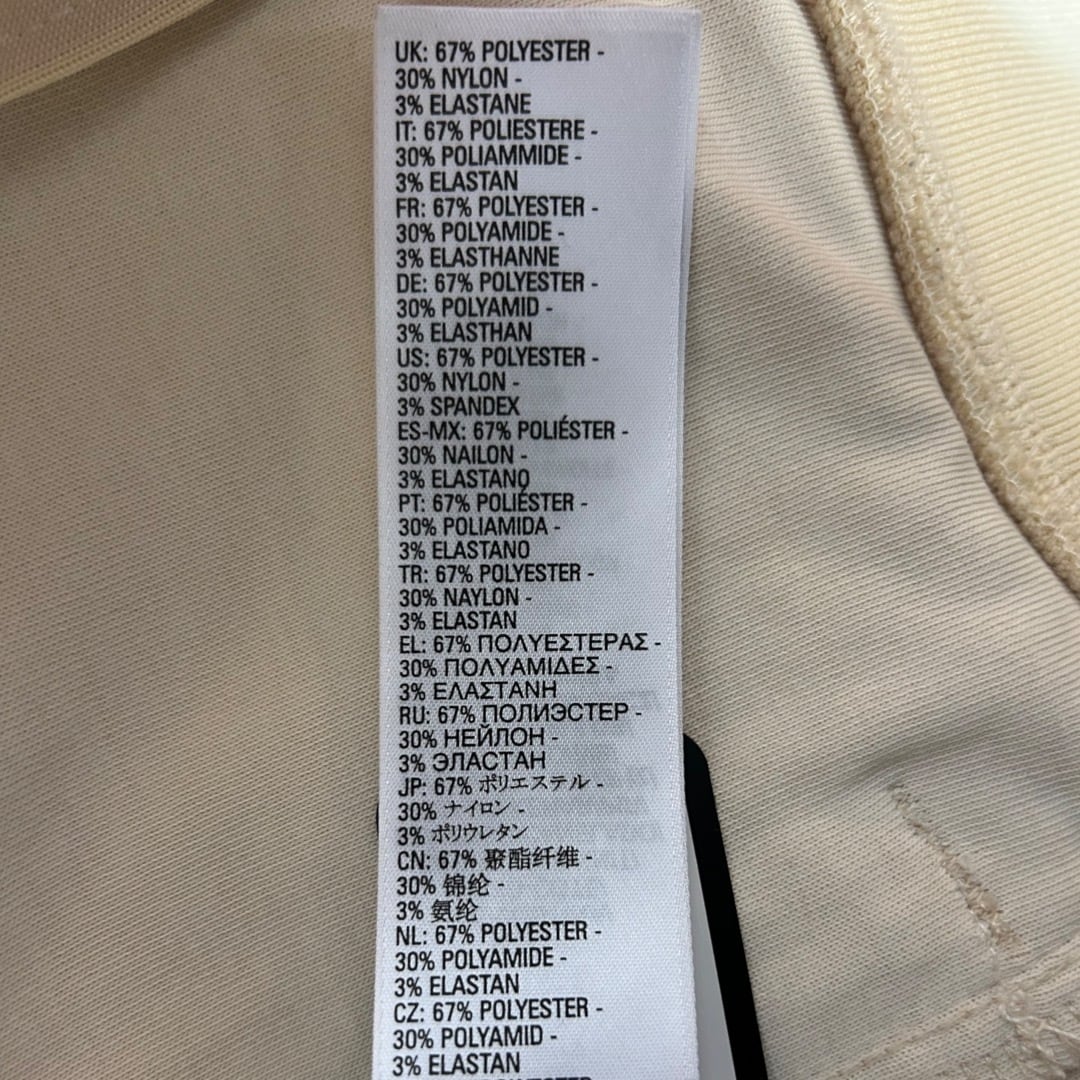 UK: 67% POLYESTER -
30% NYLON -
3% ELASTANE
IT: 67% POLIESTERE -
30% POLIAMMIDE -
3% ELASTAN
FR: 67% POLYESTER -
30% POLYAMIDE -
3% ELASTHANNE
DE: 67% POLYESTER -
30% POLYAMID -
3% ELASTHAN
US: 67% POLYESTER -
30% NYLON -
3% SPANDEX
ES-MX: 67% POLIÉSTER -
30% NAILON -
3% ELASTANO
PT: 67% POLIÉSTER -
30% POLIAMIDA -
3% ELASTANO
TR: 67% POLYESTER -
30% NAYLON -
3% ELASTAN
EL: 67% ΠΟΛΥΕΣΤΕΡΑΣ -
30% ΠΟΛΥΑΜΙΔΕΣ -
3% ΕΛΑΣΤΑΝΗ
RU: 67% ПОЛИЭСТЕР -
30% НЕЙЛОН -
3% ЭЛАСТАН
JP: 67% ポリエステル -
30% ナイロン -
3% ポリウレタン
CN: 67% 聚酯纤维 -
30% 锦纶 -
3% 氨纶
NL: 67% POLYESTER -
30% POLYAMIDE -
3% ELASTAN
CZ: 67% POLYESTER -
30% POLYAMID -
3% ELASTAN